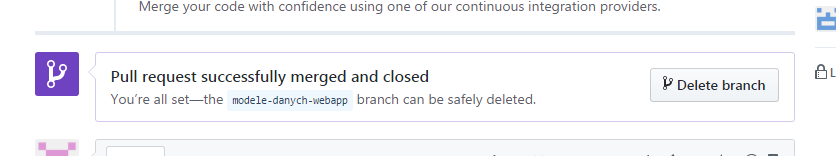 Merge your code with confidence using one of our continuous integration providers.
Pull request successfully merged and closed
You’re all set—the modele-danych-webapp branch can be safely deleted.
Delete branch
L